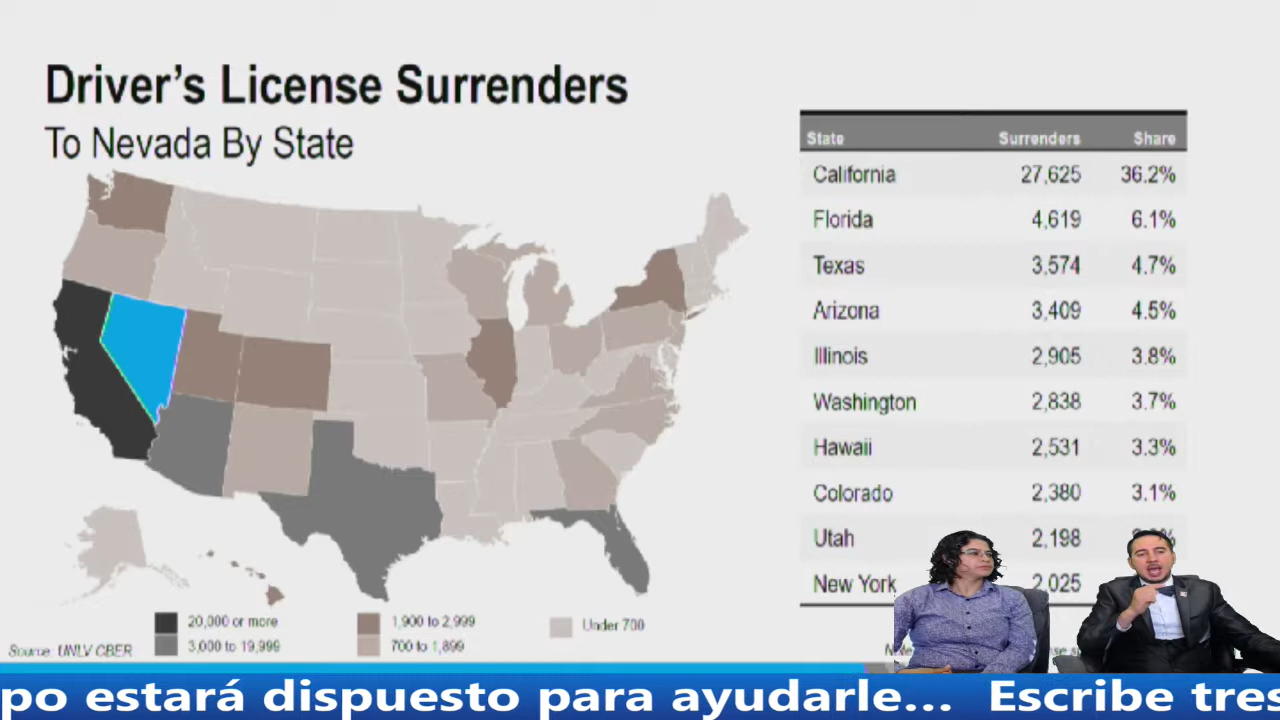 Driver's License Surrenders
To Nevada By State
State Surrenders Share
California 27,625 36.2%
Florida 4,619 6.1%
Texas 3,574 4.7%
Arizona 3,409 4.5%
Illinois 2,905 3.8%
Washington 2,838 3.7%
Hawaii 2,531 3.3%
Colorado 2,380 3.1%
Utah 2,198
New York 2,025
20,000 or more
3,000 to 19,999
1,900 to 2,999
700 to 1,899
Under 700
Source: UNLV CBER
po estará dispuesto para ayudarle... Escribe tres